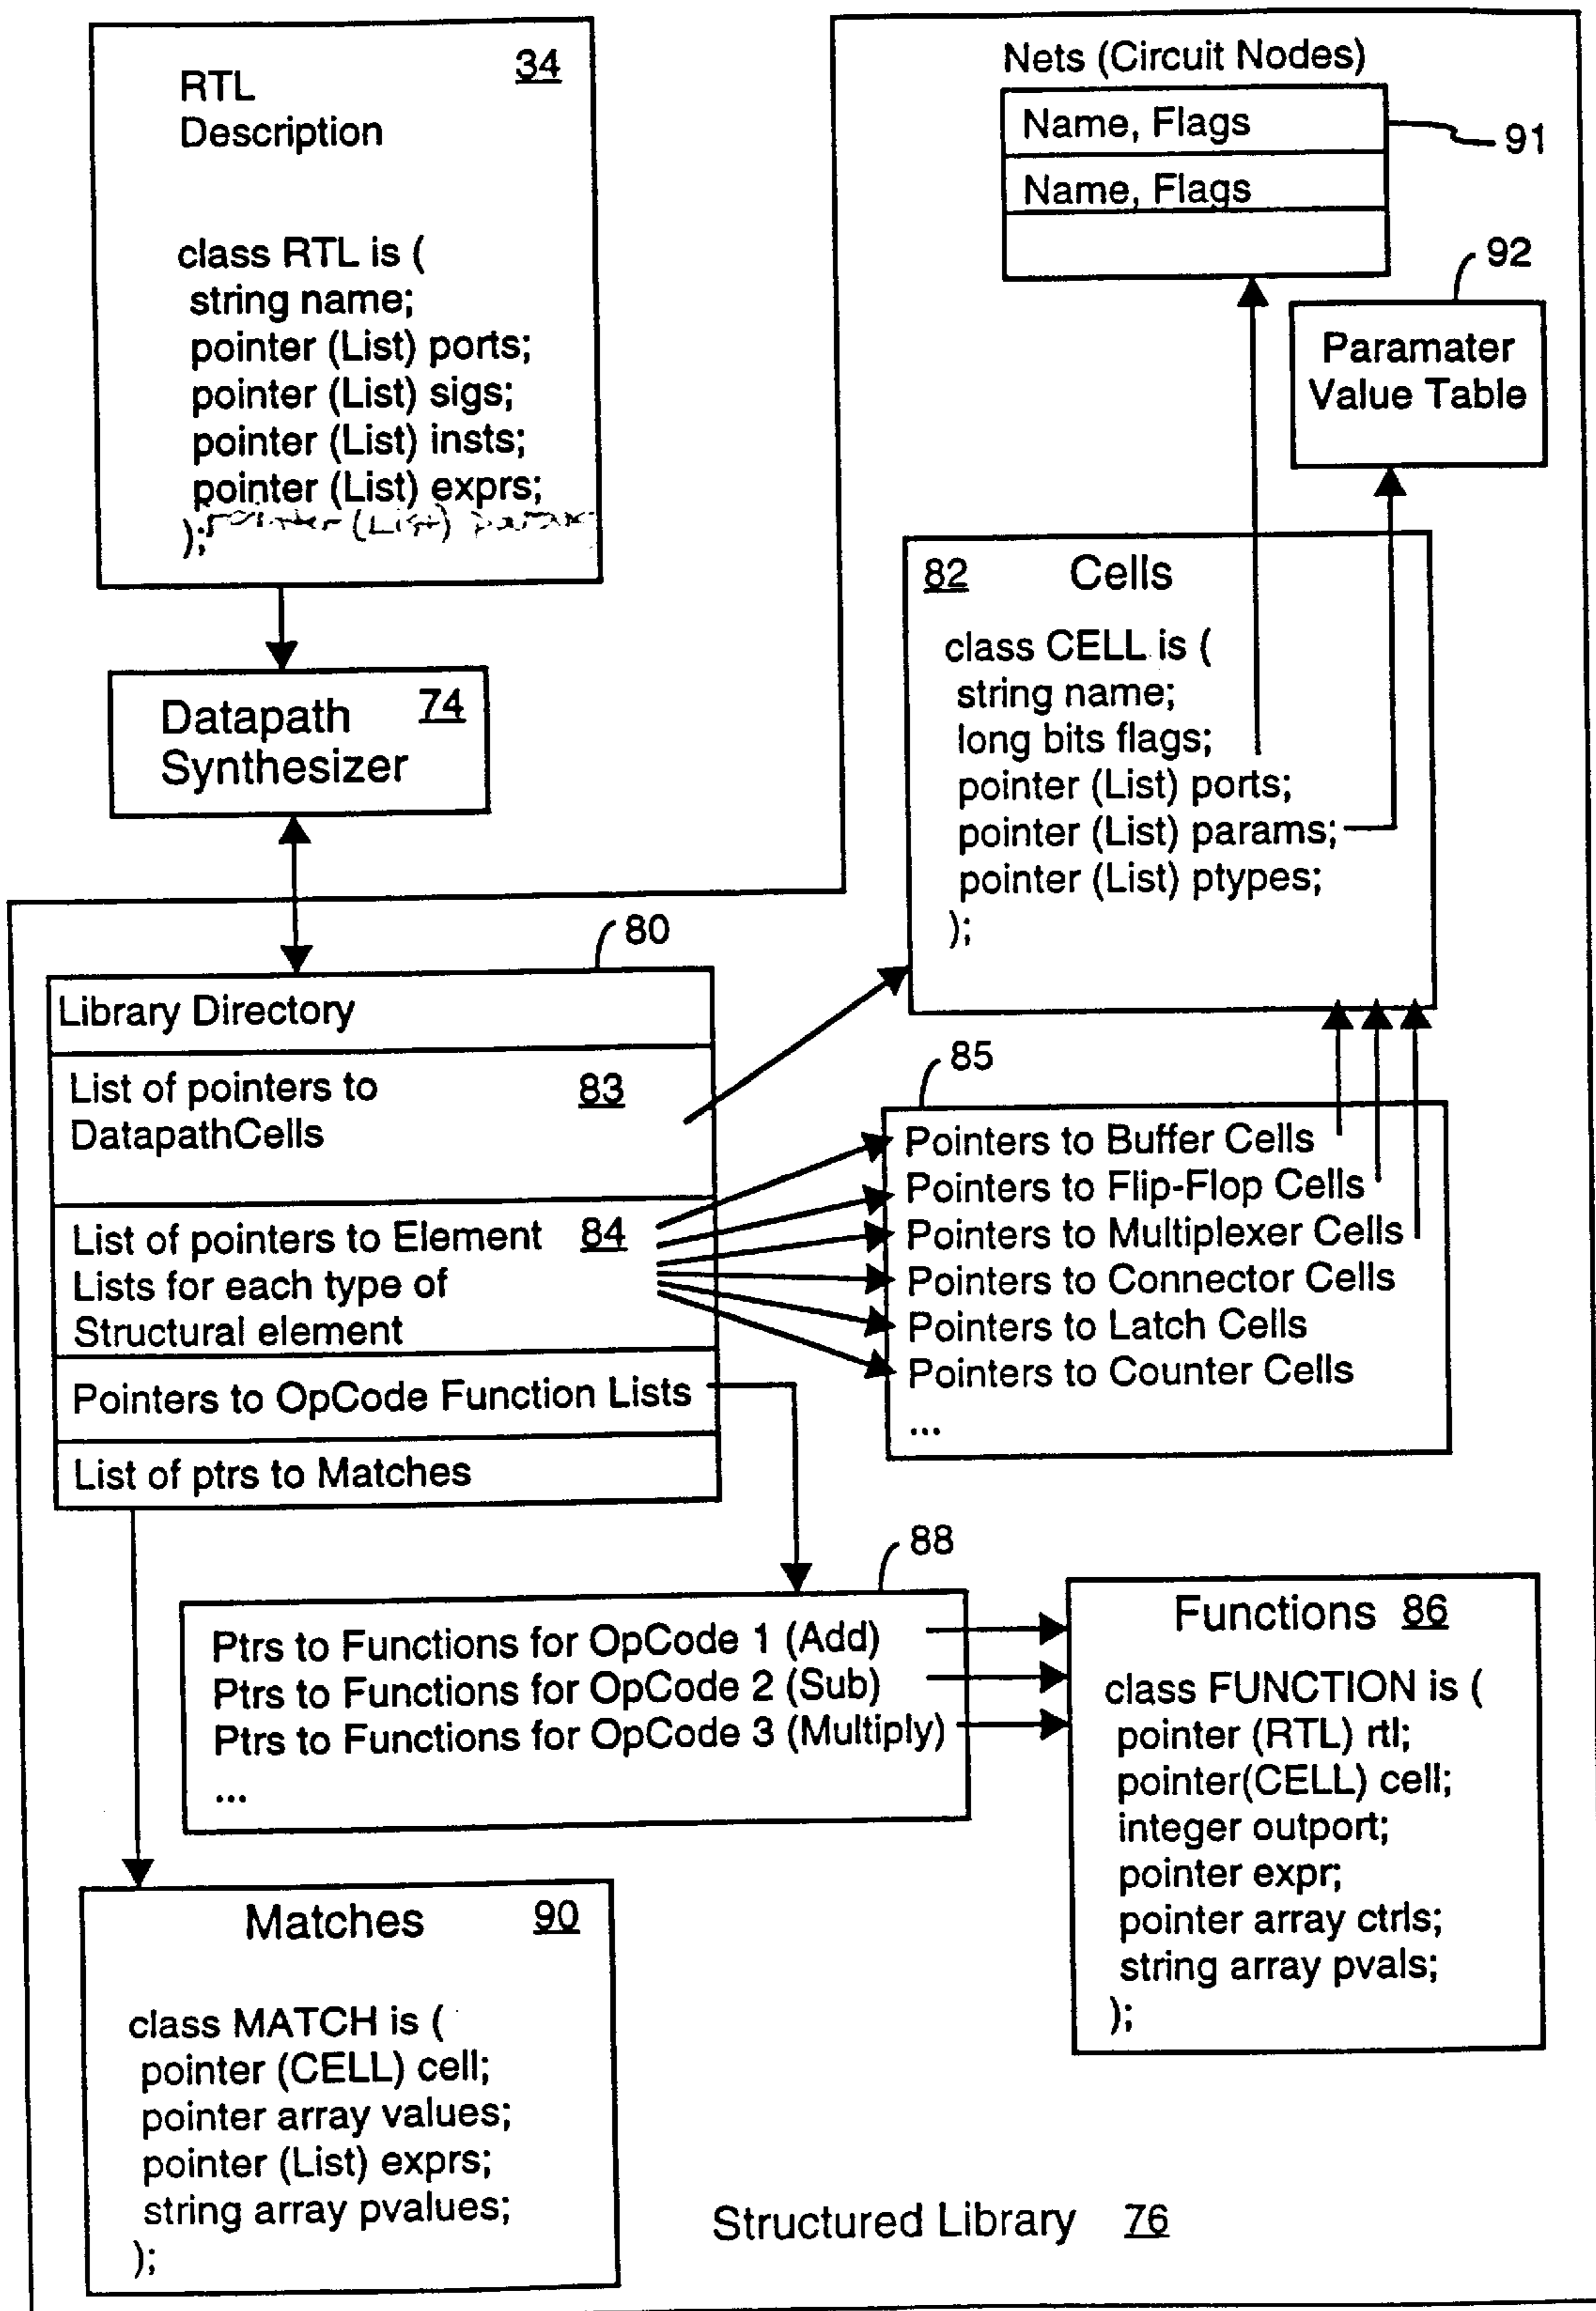 RTL
Description
34
class RTL is (
string name;
pointer (List) ports;
pointer (List) sigs;
pointer (List) insts;
pointer (List) exprs;
);
Datapath
Synthesizer
74
Nets (Circuit Nodes)
Name, Flags
Name, Flags
91
92
Paramater
Value Table
82 Cells
class CELL is (
string name;
long bits flags;
pointer (List) ports;
pointer (List) params;
pointer (List) ptypes;
);
80
Library Directory
List of pointers to
DatapathCells
83
List of pointers to Element
Lists for each type of
Structural element
84
Pointers to OpCode Function Lists
List of ptrs to Matches
85
Pointers to Buffer Cells
Pointers to Flip-Flop Cells
Pointers to Multiplexer Cells
Pointers to Connector Cells
Pointers to Latch Cells
Pointers to Counter Cells
...
88
Ptrs to Functions for OpCode 1 (Add)
Ptrs to Functions for OpCode 2 (Sub)
Ptrs to Functions for OpCode 3 (Multiply)
...
Functions 86
class FUNCTION is (
pointer (RTL) rtl;
pointer(CELL) cell;
integer outport;
pointer expr;
pointer array ctrls;
string array pvals;
);
Matches 90
class MATCH is (
pointer (CELL) cell;
pointer array values;
pointer (List) exprs;
string array pvalues;
);
Structured Library 76